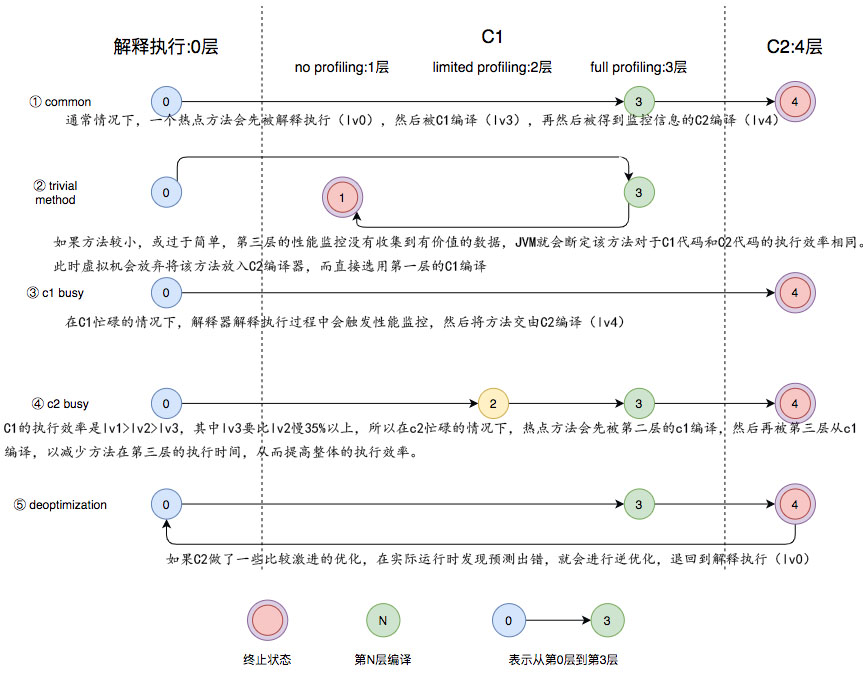 C1
解释执行:0层
C2:4层
no profiling:1层
limited profiling:2层
full profiling:3层
① common
0
3
4
通常情况下，一个热点方法会先被解释执行（lv0），然后被C1编译（lv3），再然后被得到监控信息的C2编译（lv4）
② trivial
method
0
1
3
如果方法较小，或过于简单，第三层的性能监控没有收集到有价值的数据，JVM就会断定该方法对于C1代码和C2代码的执行效率相同。
此时虚拟机会放弃将该方法放入C2编译器，而直接选用第一层的C1编译
③ c1 busy
0
4
在C1忙碌的情况下，解释器解释执行过程中会触发性能监控，然后将方法交由C2编译（lv4）
④ c2 busy
0
2
3
4
C1的执行效率是lv1>lv2>lv3，其中lv3要比lv2慢35%以上，所以在c2忙碌的情况下，热点方法会先被第二层的c1编译，然后再被第三层从c1
编译，以减少方法在第三层的执行时间，从而提高整体的执行效率。
⑤ deoptimization
0
3
4
如果C2做了一些比较激进的优化，在实际运行时发现预测出错，就会进行逆优化，退回到解释执行（lv0）
N
0
3
终止状态
第N层编译
表示从第0层到第3层